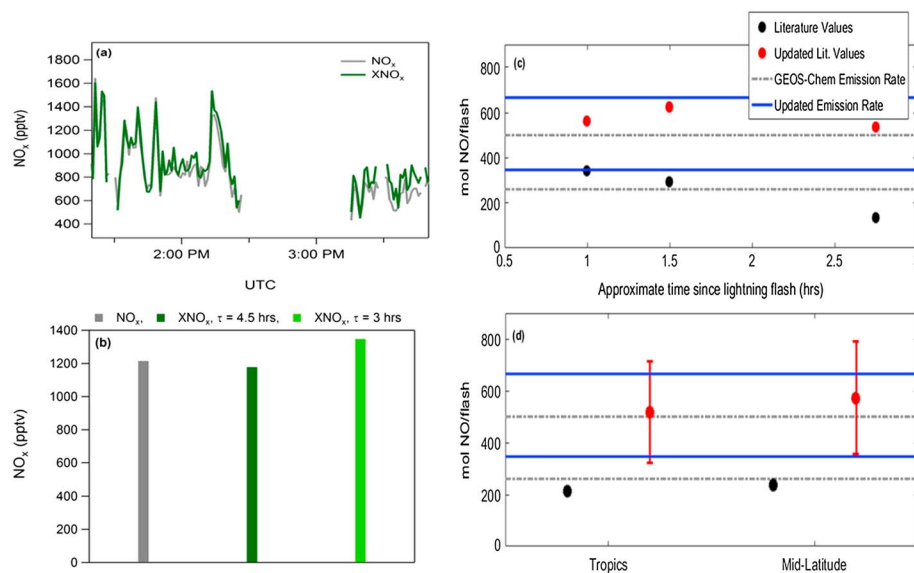 (a)
NOₓ
XNOₓ
1800
1600
1400
1200
1000
800
600
400
NOₓ (pptv)
2:00 PM
3:00 PM
UTC
NOₓ, XNOₓ, τ = 4.5 hrs, XNOₓ, τ = 3 hrs
(b)
1400
1200
1000
800
600
400
200
0
NOₓ (pptv)
Literature Values
Updated Lit. Values
GEOS-Chem Emission Rate
Updated Emission Rate
(c)
800
600
400
200
0
mol NO/flash
0.5
1
1.5
2
2.5
Approximate time since lightning flash (hrs)
(d)
800
600
400
200
0
mol NO/flash
Tropics
Mid-Latitude